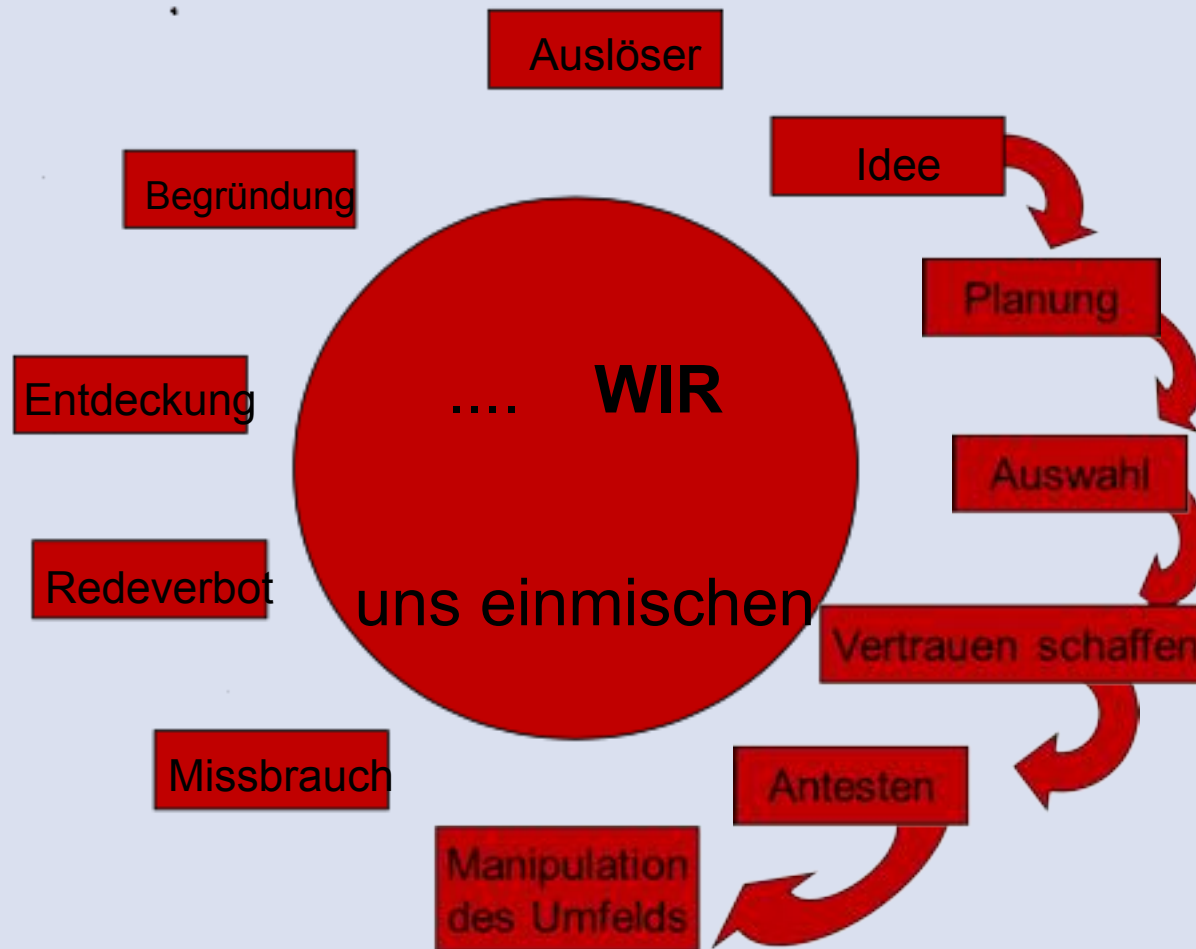 Auslöser
Idee
Planung
Auswahl
Vertrauen schaffen
Antesten
Manipulation
des Umfelds
Missbrauch
Redeverbot
Entdeckung
Begründung
.... WIR
uns einmischen